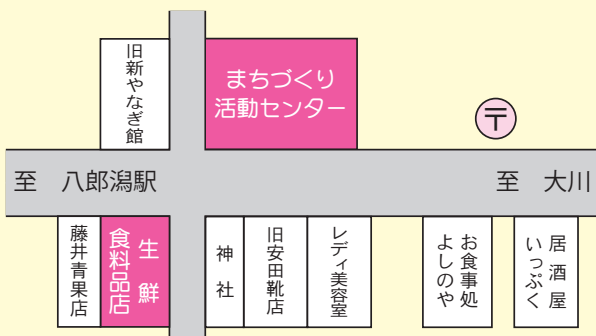 旧新やなぎ館
まちづくり
活動センター
〒
至 八郎潟駅
至 大川
藤井青果店
生鮮
食料品店
神社
旧安田靴店
レディ美容室
お食事処
よしのや
居酒屋
いっぷく